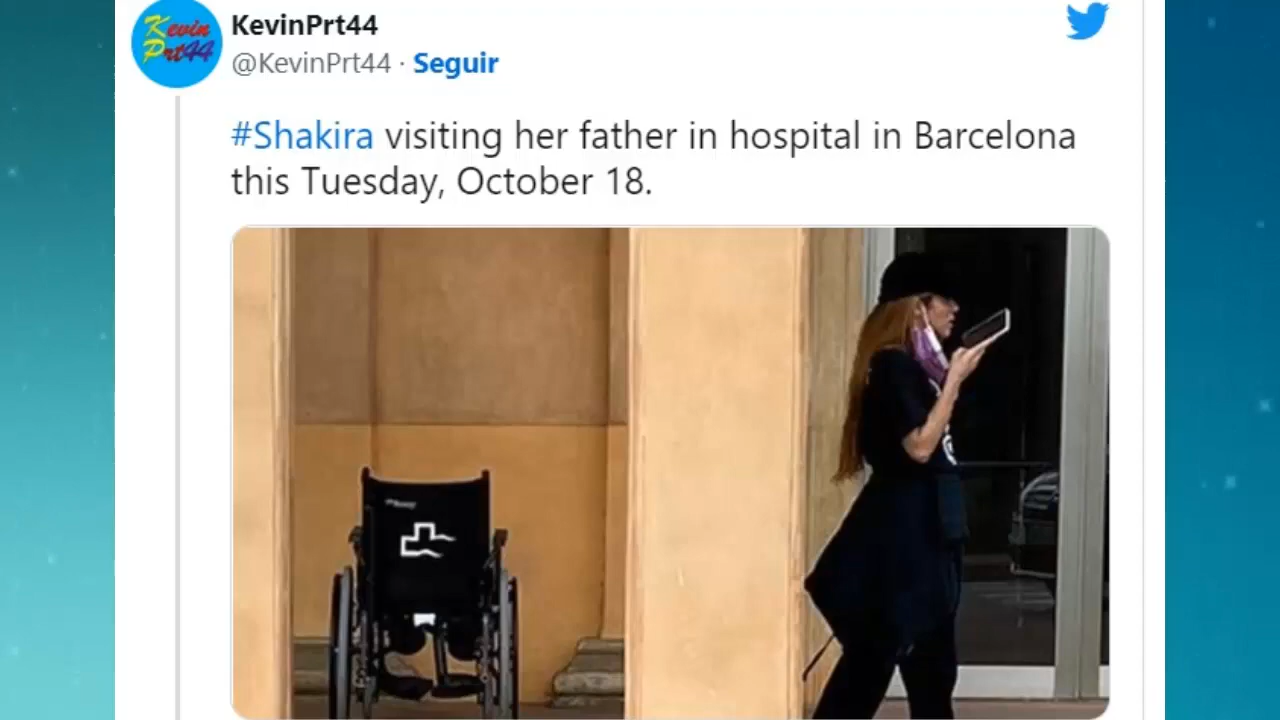 Kevin
Prt44
KevinPrt44
@KevinPrt44 · Seguir
#Shakira visiting her father in hospital in Barcelona
this Tuesday, October 18.